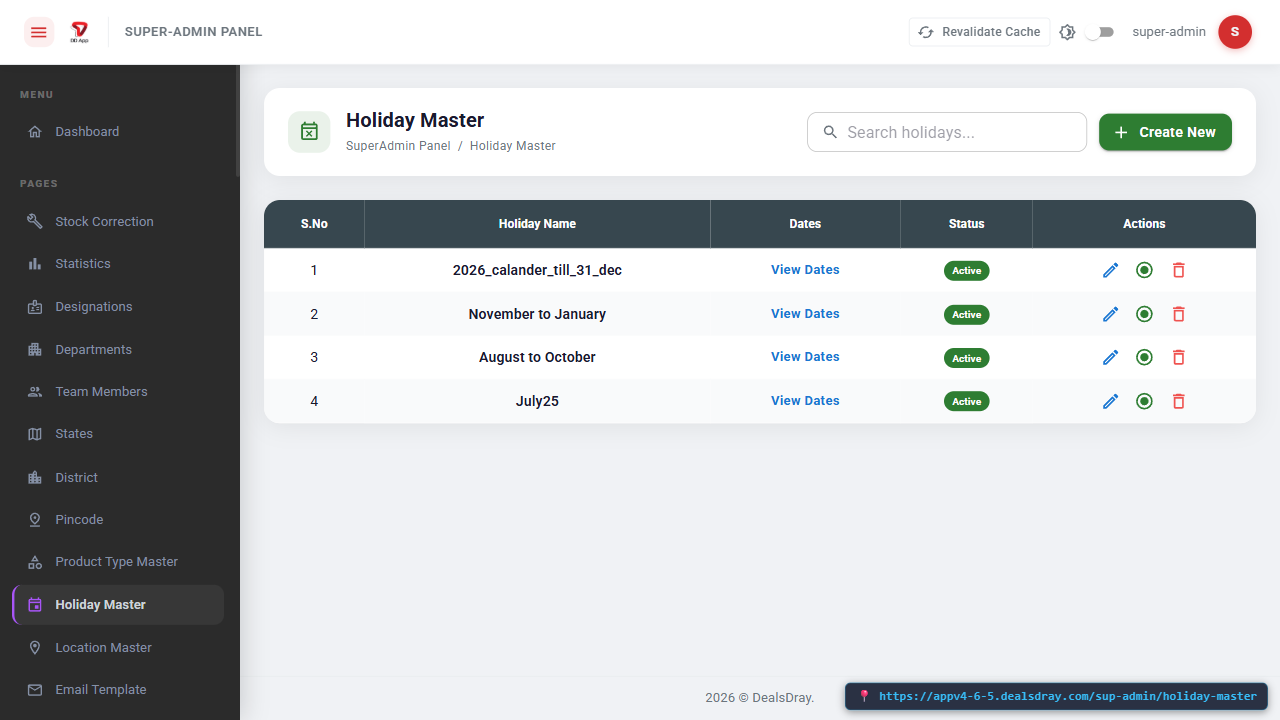 DD App
SUPER-ADMIN PANEL
Revalidate Cache
super-admin
S
MENU
Dashboard
PAGES
Stock Correction
Statistics
Designations
Departments
Team Members
States
District
Pincode
Product Type Master
Holiday Master
Location Master
Email Template
Holiday Master
SuperAdmin Panel / Holiday Master
Search holidays...
Create New
S.No Holiday Name Dates Status Actions
1 2026_calander_till_31_dec View Dates Active
2 November to January View Dates Active
3 August to October View Dates Active
4 July25 View Dates Active
2026 © DealsDray.
https://appv4-6-5.dealsdray.com/sup-admin/holiday-master